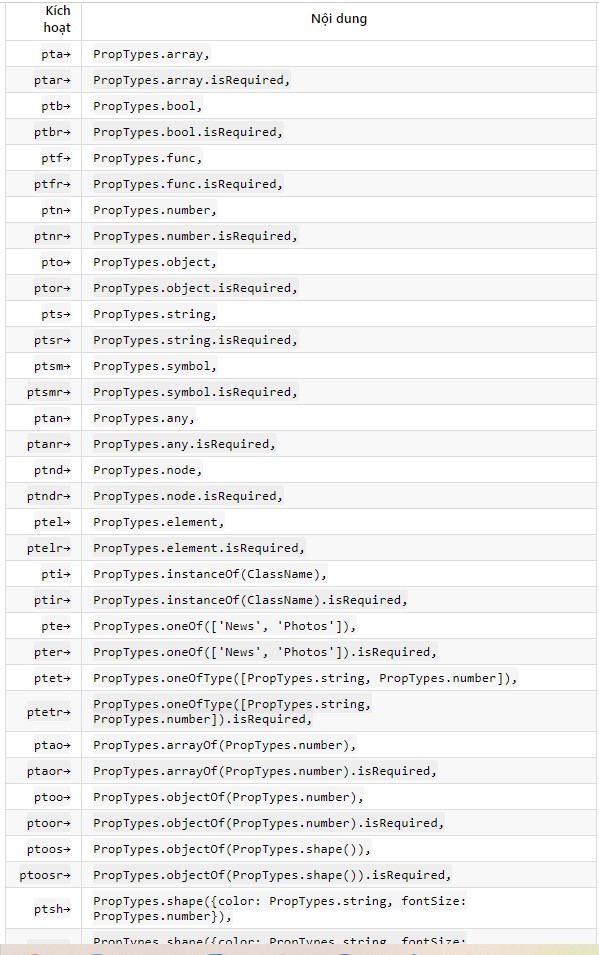 Kích
hoạt
Nội dung
pta→ PropTypes.array,
ptar→ PropTypes.array.isRequired,
ptb→ PropTypes.bool,
ptbr→ PropTypes.bool.isRequired,
ptf→ PropTypes.func,
ptfr→ PropTypes.func.isRequired,
ptn→ PropTypes.number,
ptnr→ PropTypes.number.isRequired,
pto→ PropTypes.object,
ptor→ PropTypes.object.isRequired,
pts→ PropTypes.string,
ptsr→ PropTypes.string.isRequired,
ptsm→ PropTypes.symbol,
ptsmr→ PropTypes.symbol.isRequired,
ptan→ PropTypes.any,
ptanr→ PropTypes.any.isRequired,
ptnd→ PropTypes.node,
ptndr→ PropTypes.node.isRequired,
ptel→ PropTypes.element,
ptelr→ PropTypes.element.isRequired,
pti→ PropTypes.instanceOf(ClassName),
ptir→ PropTypes.instanceOf(ClassName).isRequired,
pte→ PropTypes.oneOf(['News', 'Photos']),
pter→ PropTypes.oneOf(['News', 'Photos']).isRequired,
ptet→ PropTypes.oneOfType([PropTypes.string, PropTypes.number]),
ptetr→ PropTypes.oneOfType([PropTypes.string,
PropTypes.number]).isRequired,
ptao→ PropTypes.arrayOf(PropTypes.number),
ptaor→ PropTypes.arrayOf(PropTypes.number).isRequired,
ptoo→ PropTypes.objectOf(PropTypes.number),
ptoor→ PropTypes.objectOf(PropTypes.number).isRequired,
ptoos→ PropTypes.objectOf(PropTypes.shape()),
ptoosr→ PropTypes.objectOf(PropTypes.shape()).isRequired,
ptsh→ PropTypes.shape({color: PropTypes.string, fontSize:
PropTypes.number}),
PropTypes.shape({color: PropTypes.string, fontSize: